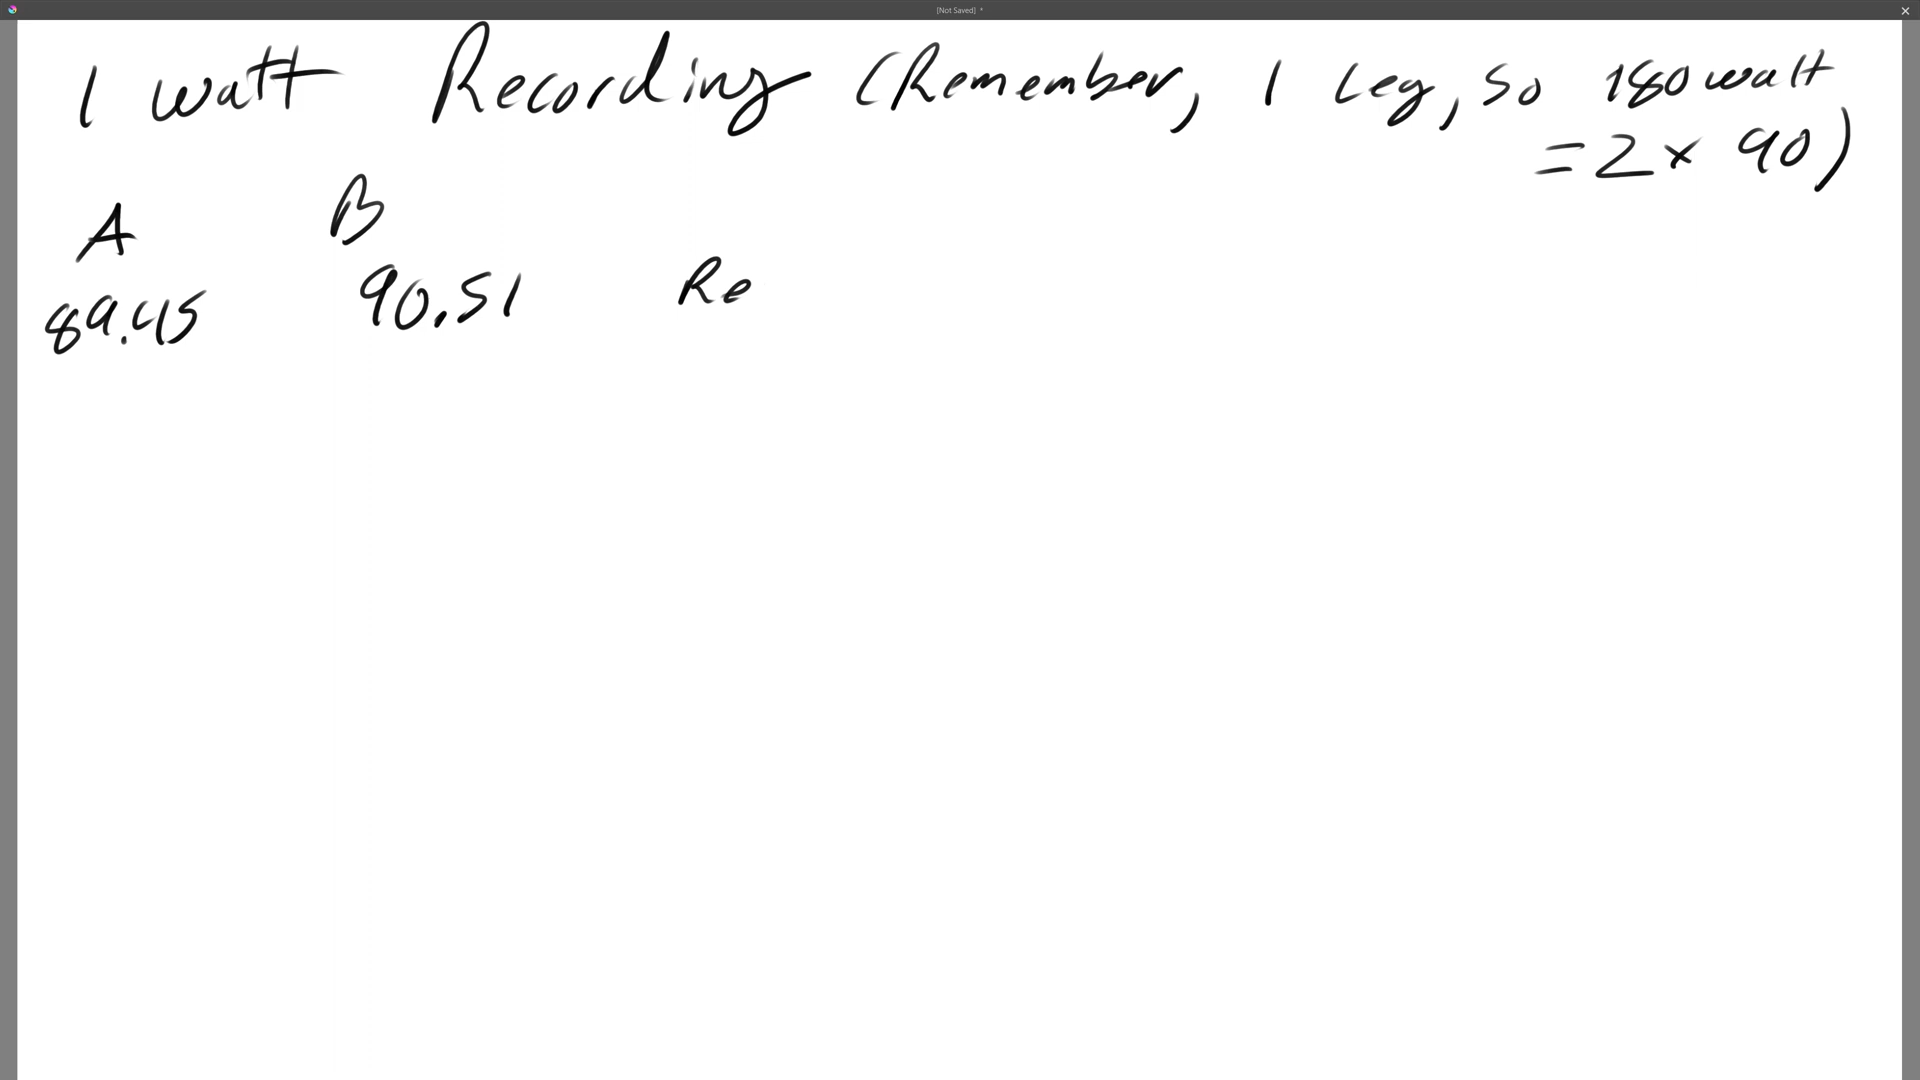 [Not Saved] *
1 watt Recording (Remember, 1 Leg, so 180 watt
= 2 x 90)
A B
89.45 90.51 Re